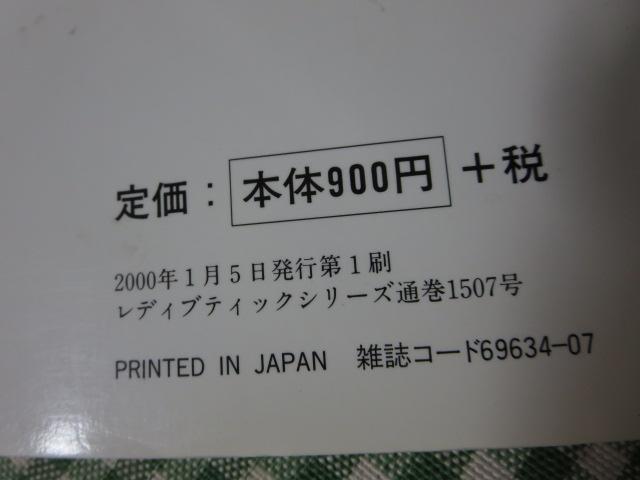 定価：本体900円＋税
2000年1月5日発行第1刷
レディブティックシリーズ通巻1507号
PRINTED IN JAPAN 雑誌コード69634-07